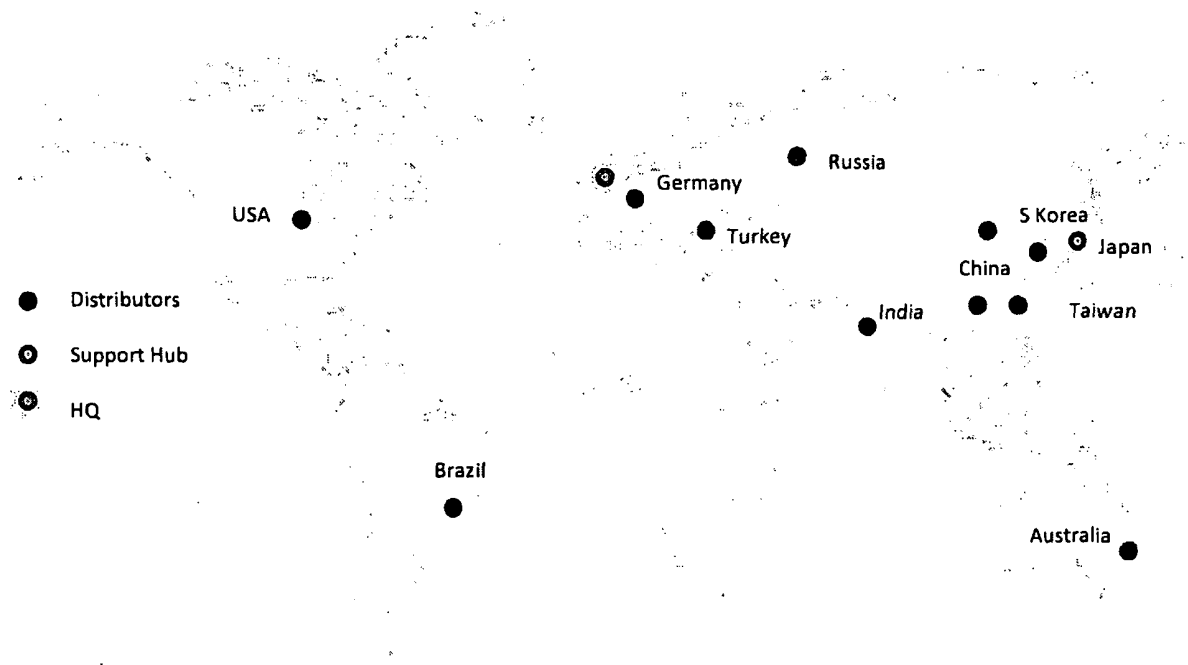 Russia
Germany
USA
S Korea
Turkey
Japan
China
Distributors
India
Taiwan
Support Hub
HQ
Brazil
Australia